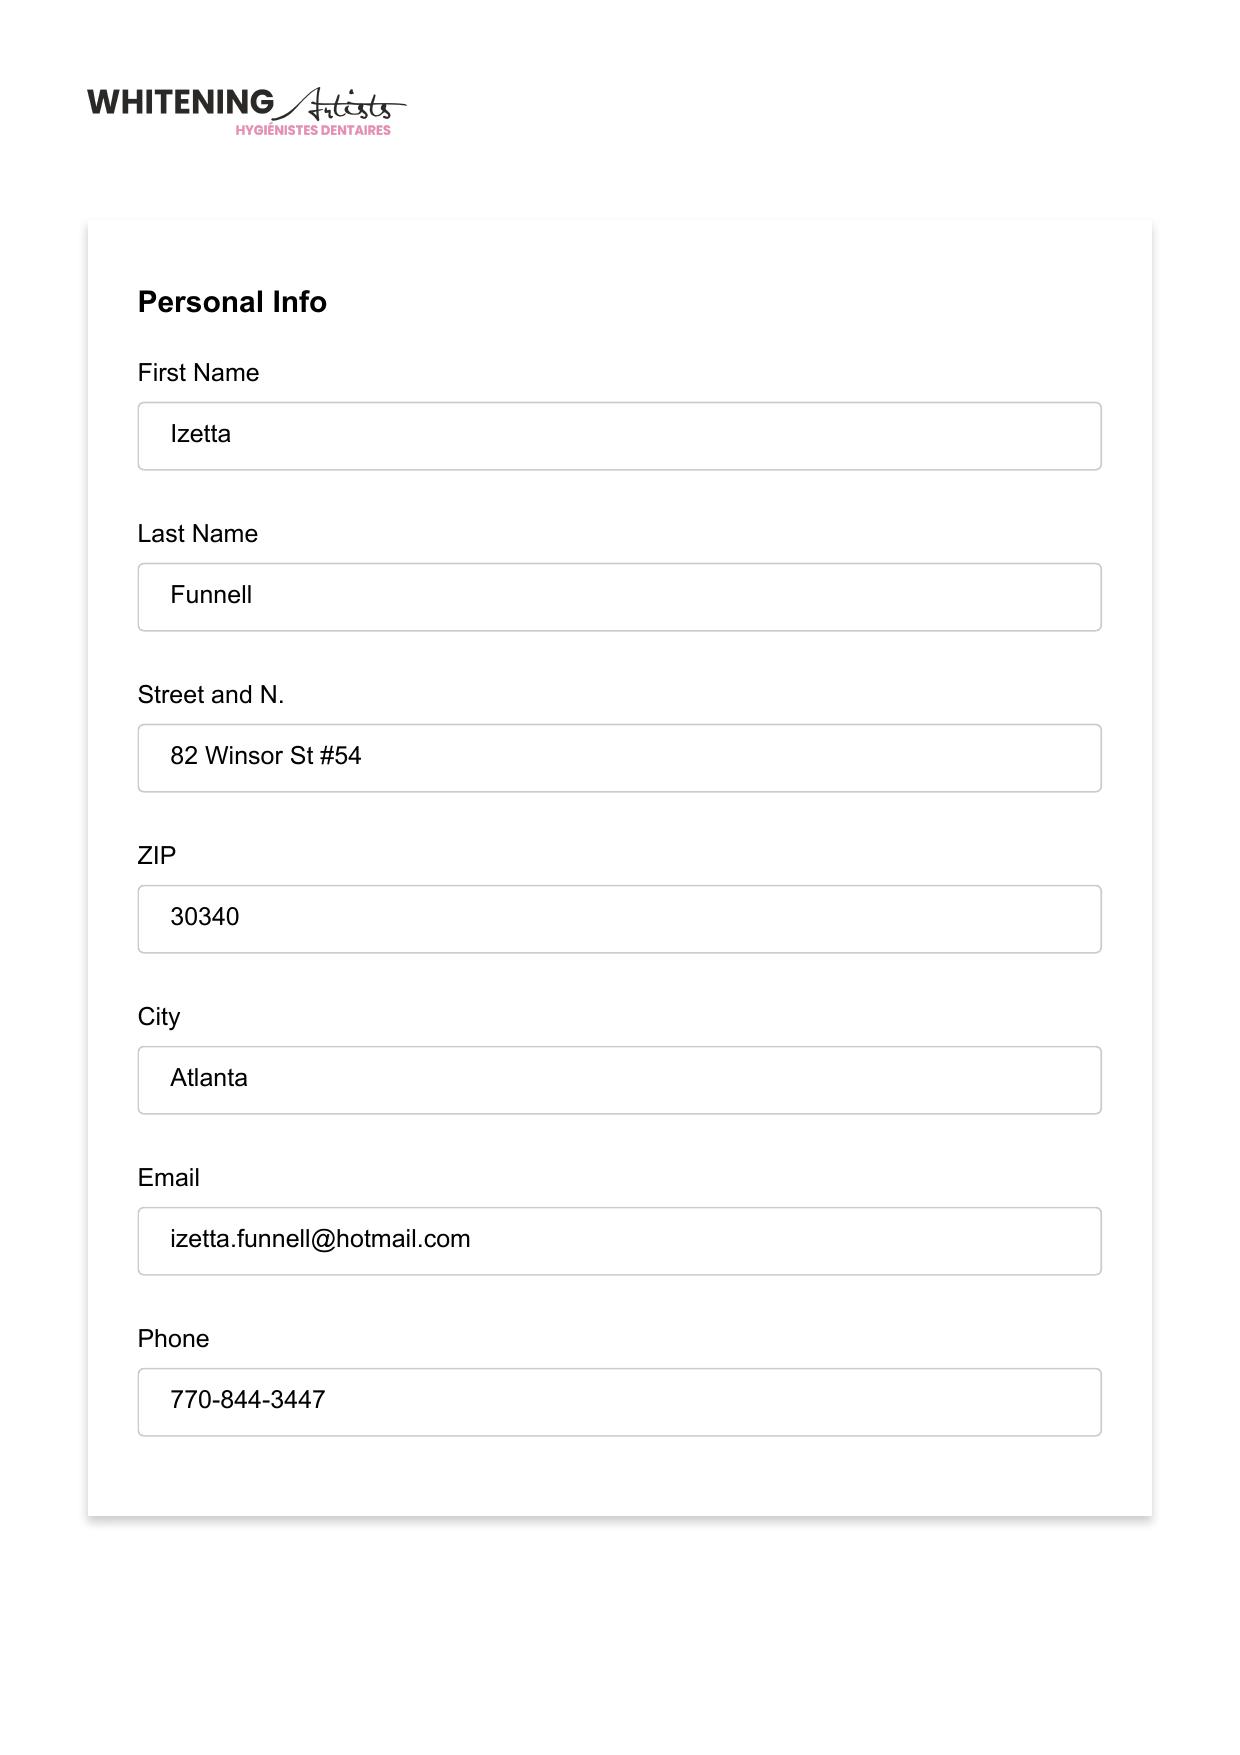 WHITENING Artists
HYGIÉNISTES DENTAIRES
Personal Info
First Name
Izetta
Last Name
Funnell
Street and N.
82 Winsor St #54
ZIP
30340
City
Atlanta
Email
izetta.funnell@hotmail.com
Phone
770-844-3447